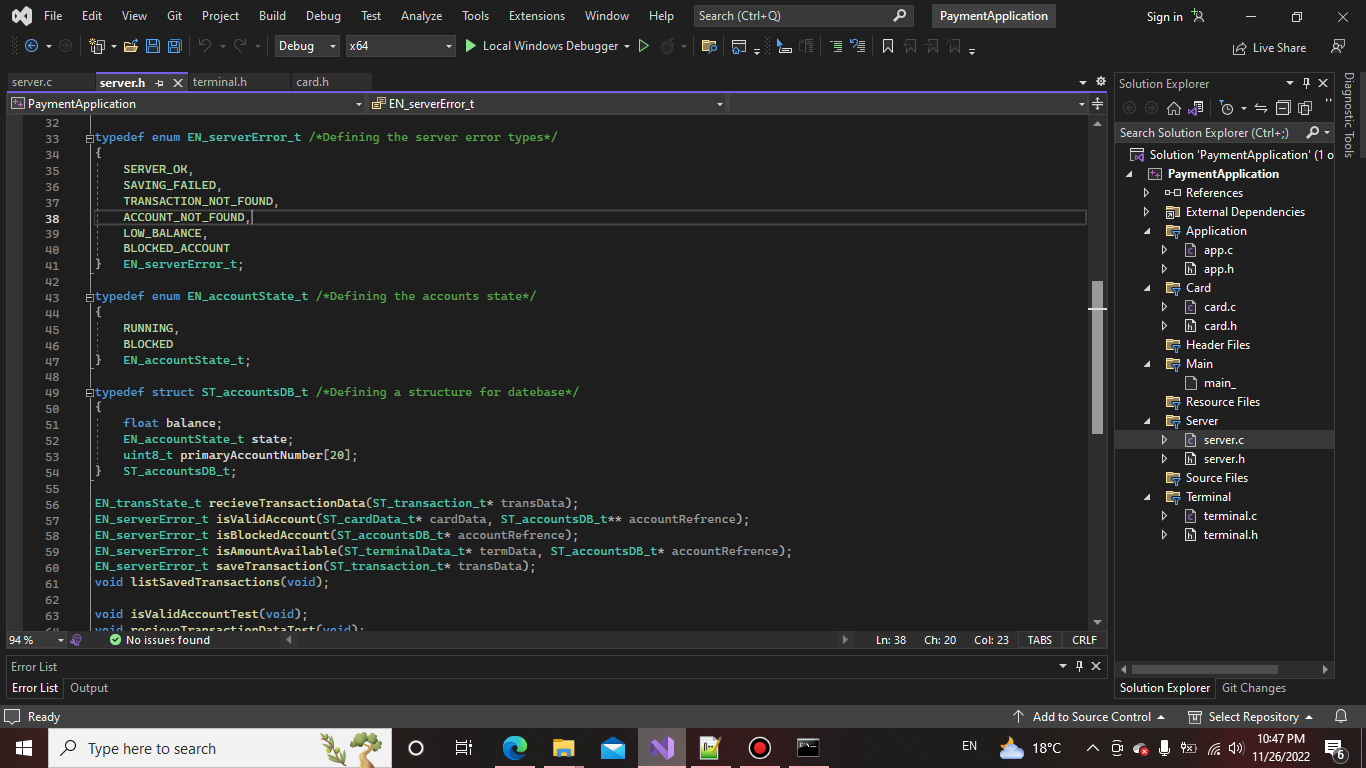 File Edit View Git Project Build Debug Test Analyze Tools Extensions Window Help Search (Ctrl+Q) PaymentApplication Sign in
Debug x64 Local Windows Debugger Live Share
server.c server.h terminal.h card.h
PaymentApplication EN_serverError_t
32
33 typedef enum EN_serverError_t /*Defining the server error types*/
34 {
35 SERVER_OK,
36 SAVING_FAILED,
37 TRANSACTION_NOT_FOUND,
38 ACCOUNT_NOT_FOUND,
39 LOW_BALANCE,
40 BLOCKED_ACCOUNT
41 } EN_serverError_t;
42
43 typedef enum EN_accountState_t /*Defining the accounts state*/
44 {
45 RUNNING,
46 BLOCKED
47 } EN_accountState_t;
48
49 typedef struct ST_accountsDB_t /*Defining a structure for datebase*/
50 {
51 float balance;
52 EN_accountState_t state;
53 uint8_t primaryAccountNumber[20];
54 } ST_accountsDB_t;
55
56 EN_transState_t recieveTransactionData(ST_transaction_t* transData);
57 EN_serverError_t isValidAccount(ST_cardData_t* cardData, ST_accountsDB_t** accountRefrence);
58 EN_serverError_t isBlockedAccount(ST_accountsDB_t* accountRefrence);
59 EN_serverError_t isAmountAvailable(ST_terminalData_t* termData, ST_accountsDB_t* accountRefrence);
60 EN_serverError_t saveTransaction(ST_transaction_t* transData);
61 void listSavedTransactions(void);
62
63 void isValidAccountTest(void);
64 void recieveTransactionDataTest(void);
94 % No issues found Ln: 38 Ch: 20 Col: 23 TABS CRLF
Error List
Error List Output
Solution Explorer
Search Solution Explorer (Ctrl+;)
Solution 'PaymentApplication' (1 o
PaymentApplication
References
External Dependencies
Application
app.c
app.h
Card
card.c
card.h
Header Files
Main
main_
Resource Files
Server
server.c
server.h
Source Files
Terminal
terminal.c
terminal.h
Solution Explorer Git Changes
Diagnostic Tools
Ready Add to Source Control Select Repository
Type here to search EN 18°C 10:47 PM
11/26/2022
6